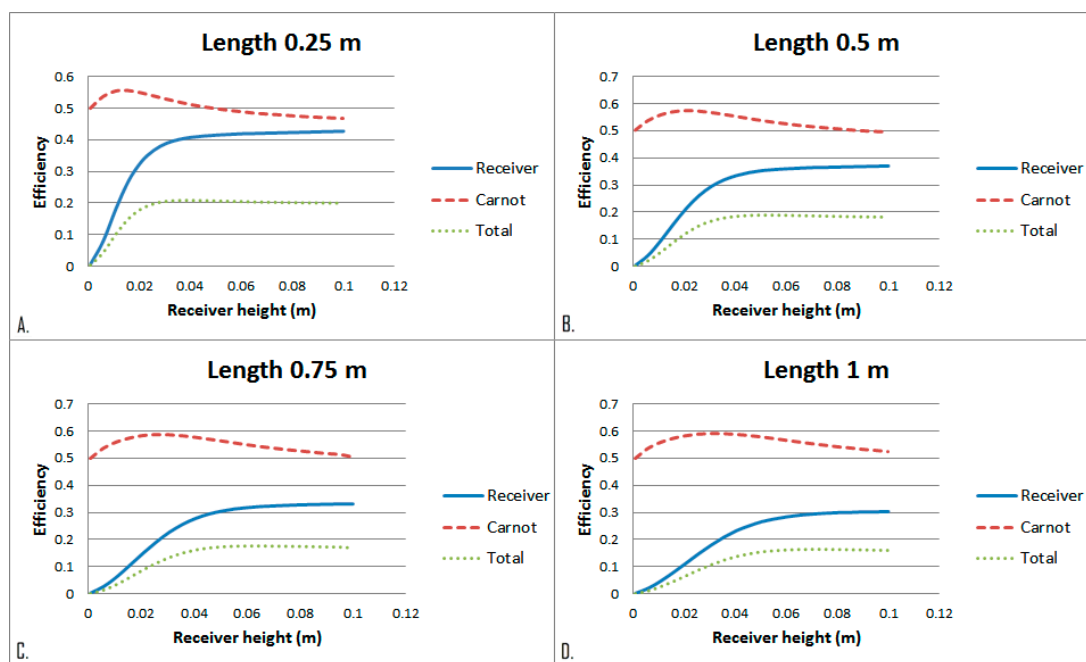 Length 0.25 m
0.6
0.5
0.4
0.3
0.2
0.1
0
Efficiency
0 0.02 0.04 0.06 0.08 0.1 0.12
Receiver height (m)
Receiver
Carnot
Total
A.
Length 0.5 m
0.7
0.6
0.5
0.4
0.3
0.2
0.1
0
Efficiency
0 0.02 0.04 0.06 0.08 0.1 0.12
Receiver height (m)
Receiver
Carnot
Total
B.
Length 0.75 m
0.7
0.6
0.5
0.4
0.3
0.2
0.1
0
Efficiency
0 0.02 0.04 0.06 0.08 0.1 0.12
Receiver height (m)
Receiver
Carnot
Total
C.
Length 1 m
0.7
0.6
0.5
0.4
0.3
0.2
0.1
0
Efficiency
0 0.02 0.04 0.06 0.08 0.1 0.12
Receiver height (m)
Receiver
Carnot
Total
D.